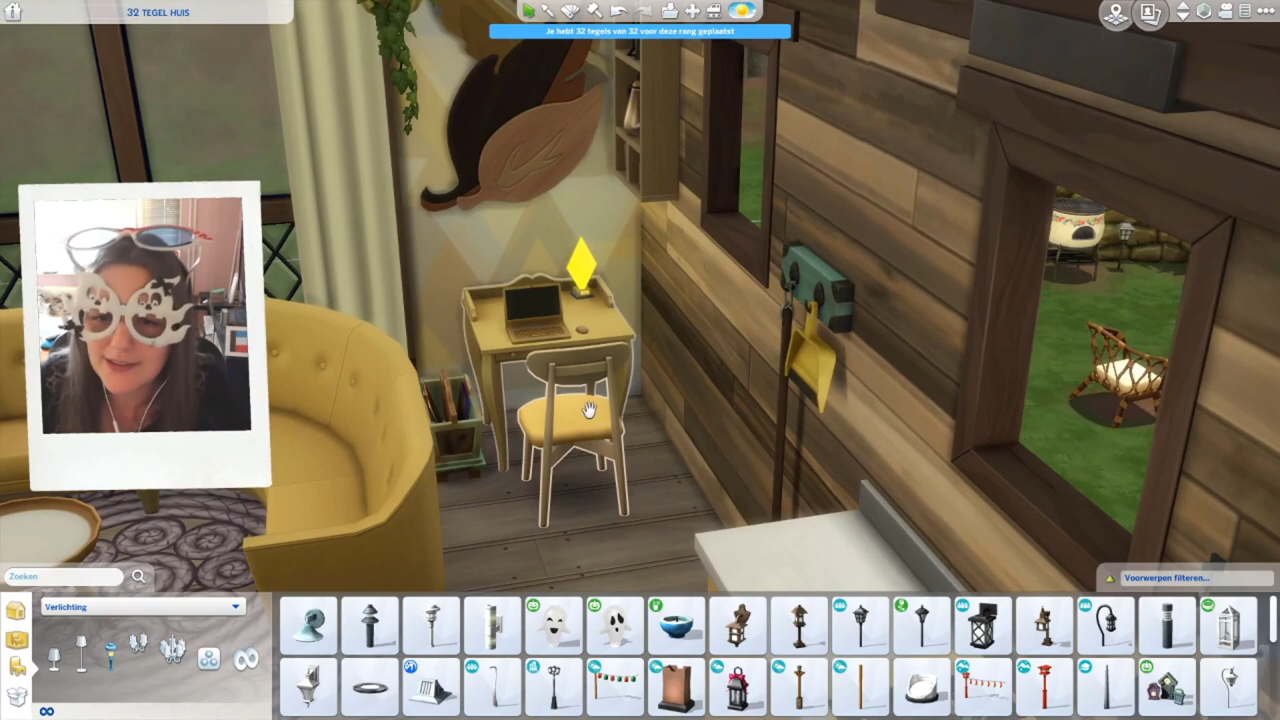 32 TEGEL HUIS
Je hebt 32 tegels van 32 voor deze rang geplaatst
Zoeken
Voorwerpen filteren...
Verlichting